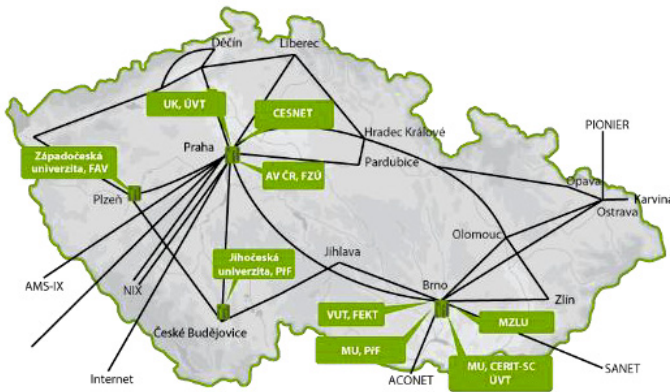 Děčín
Liberec
UK, ÚVT
CESNET
Hradec Králové
PIONIER
Praha
Západočeská
univerzita, FAV
AV ČR, FZÚ
Pardubice
Opava
Karvina
Plzeň
Ostrava
Olomouc
Jihočeská
univerzita, PřF
Jihlava
AMS-IX
NIX
Brno
Zlín
České Budějovice
VUT, FEKT
MZLU
MU, PřF
MU, CERIT-SC
ÚVT
SANET
Internet
ACONET